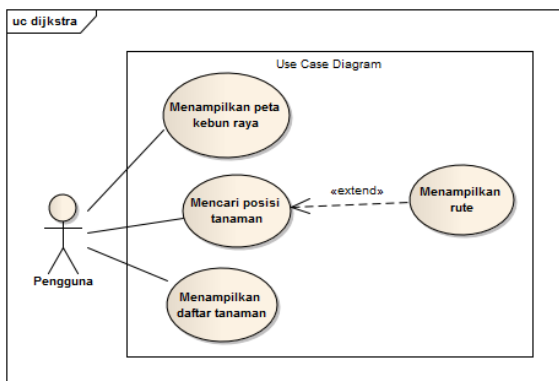 uc dijkstra
Use Case Diagram
Menampilkan peta
kebun raya
Mencari posisi
tanaman
«extend»
Menampilkan
rute
Pengguna
Menampilkan
daftar tanaman